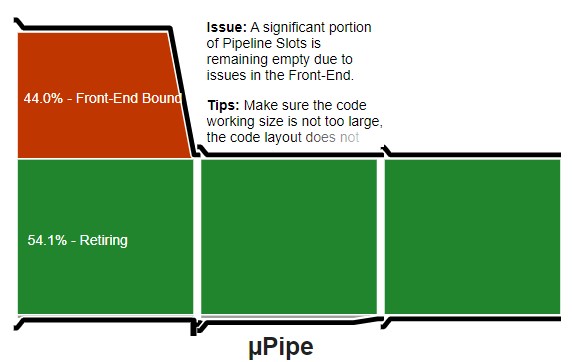 Issue: A significant portion
of Pipeline Slots is
remaining empty due to
issues in the Front-End.
44.0% - Front-End Bound
Tips: Make sure the code
working size is not too large,
the code layout does not
54.1% - Retiring
µPipe